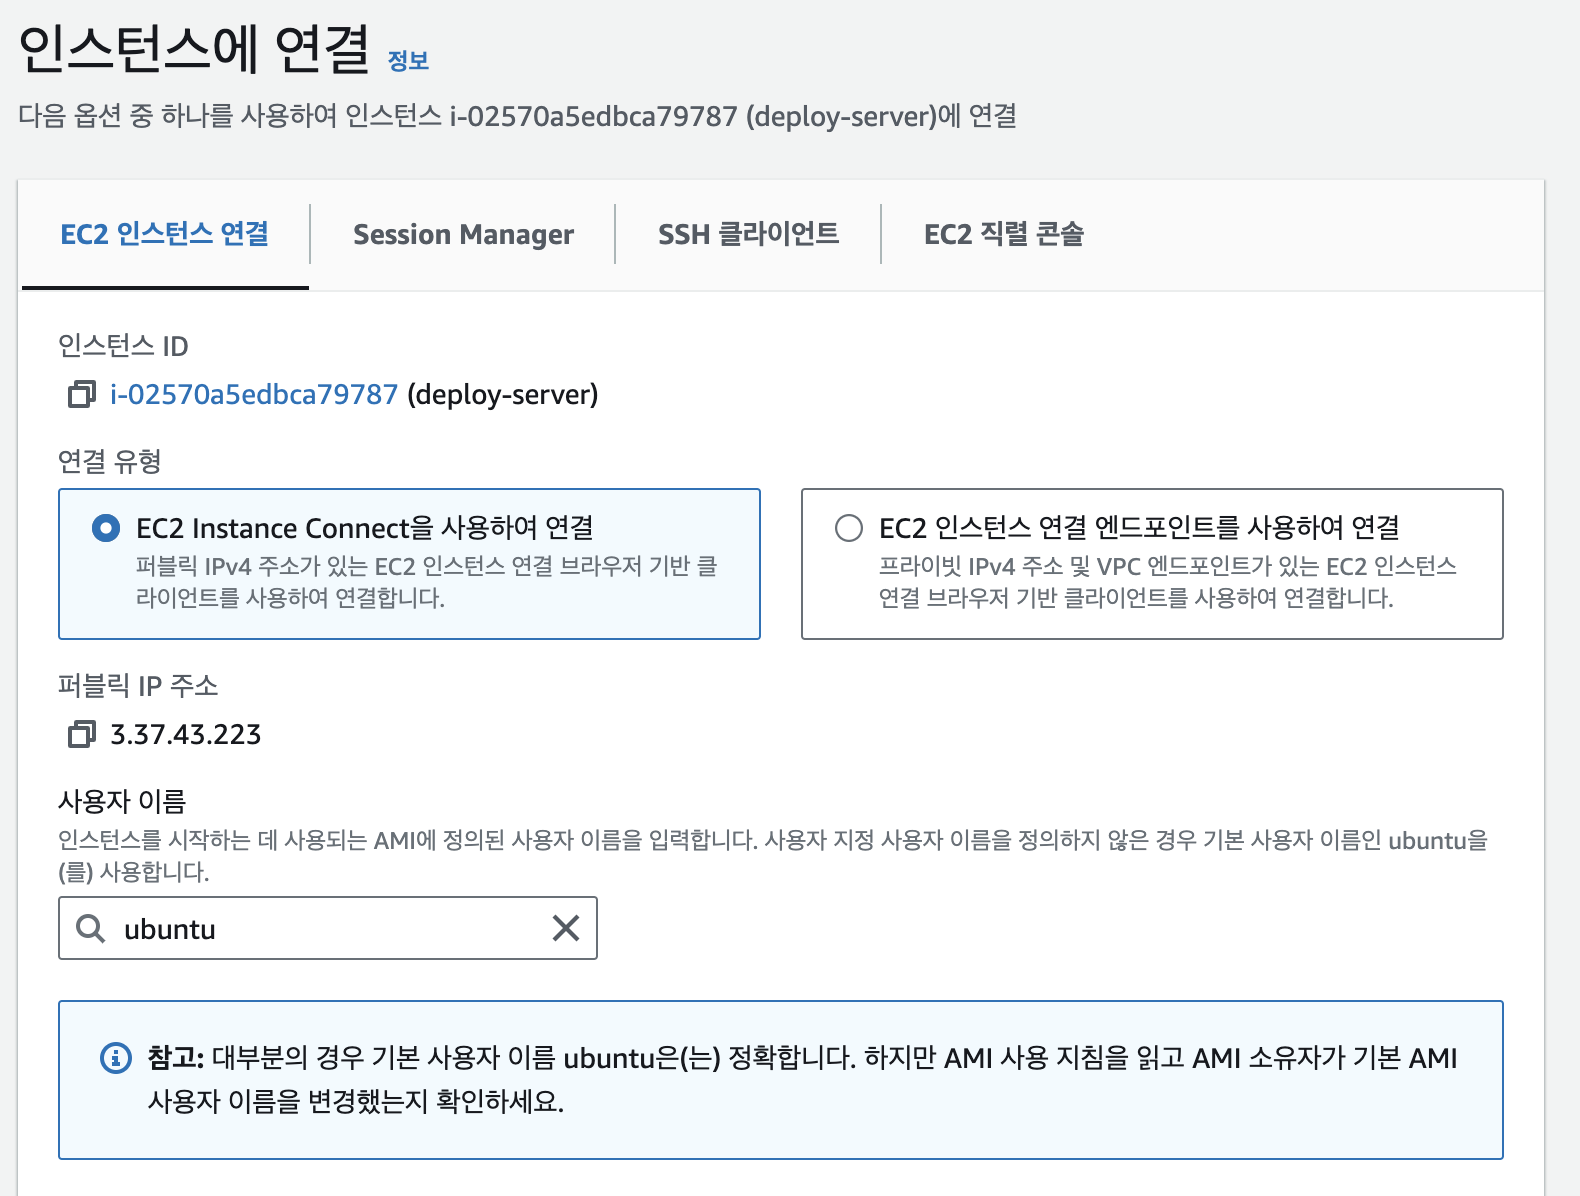 인스턴스에 연결 정보
다음 옵션 중 하나를 사용하여 인스턴스 i-02570a5edbca79787 (deploy-server)에 연결
EC2 인스턴스 연결
Session Manager
SSH 클라이언트
EC2 직렬 콘솔
인스턴스 ID
i-02570a5edbca79787 (deploy-server)
연결 유형
EC2 Instance Connect을 사용하여 연결
퍼블릭 IPv4 주소가 있는 EC2 인스턴스 연결 브라우저 기반 클
라이언트를 사용하여 연결합니다.
EC2 인스턴스 연결 엔드포인트를 사용하여 연결
프라이빗 IPv4 주소 및 VPC 엔드포인트가 있는 EC2 인스턴스
연결 브라우저 기반 클라이언트를 사용하여 연결합니다.
퍼블릭 IP 주소
3.37.43.223
사용자 이름
인스턴스를 시작하는 데 사용되는 AMI에 정의된 사용자 이름을 입력합니다. 사용자 지정 사용자 이름을 정의하지 않은 경우 기본 사용자 이름인 ubuntu을
(를) 사용합니다.
ubuntu
참고: 대부분의 경우 기본 사용자 이름 ubuntu은(는) 정확합니다. 하지만 AMI 사용 지침을 읽고 AMI 소유자가 기본 AMI
사용자 이름을 변경했는지 확인하세요.